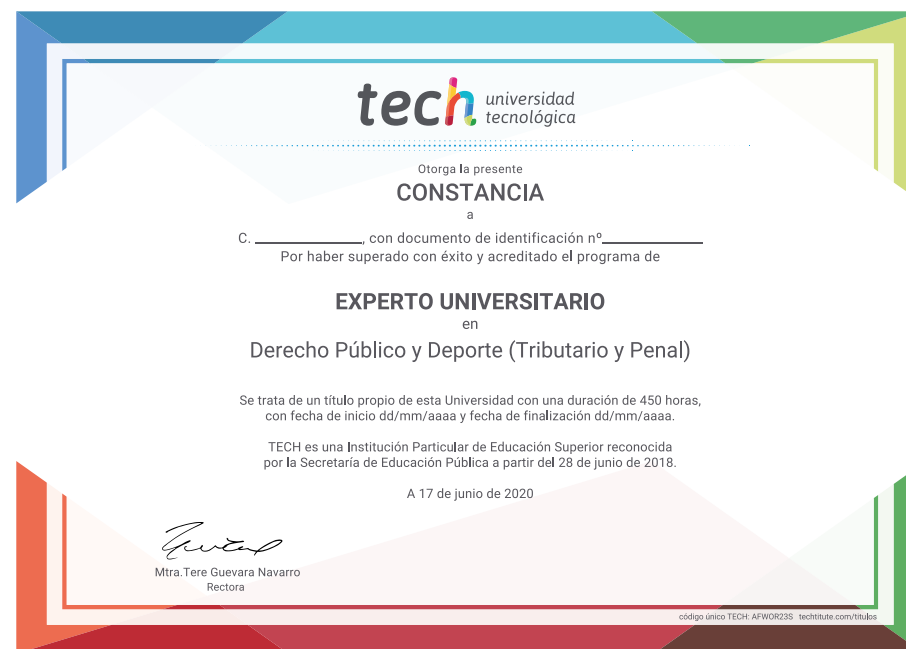 tech universidad
tecnológica
Otorga la presente
CONSTANCIA
a
C. ____________, con documento de identificación nº____________
Por haber superado con éxito y acreditado el programa de
EXPERTO UNIVERSITARIO
en
Derecho Público y Deporte (Tributario y Penal)
Se trata de un título propio de esta Universidad con una duración de 450 horas,
con fecha de inicio dd/mm/aaaa y fecha de finalización dd/mm/aaaa.
TECH es una Institución Particular de Educación Superior reconocida
por la Secretaría de Educación Pública a partir del 28 de junio de 2018.
A 17 de junio de 2020
Mtra.Tere Guevara Navarro
Rectora
código único TECH: AFWOR23S techtitute.com/titulos